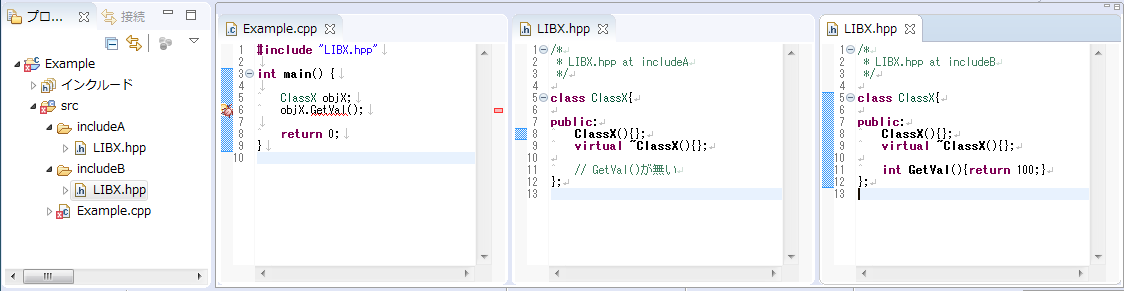 プロ...
接続
Example
インクルード
src
includeA
LIBX.hpp
includeB
LIBX.hpp
Example.cpp
Example.cpp
1 #include "LIBX.hpp"↓
2 ↓
3 int main() {↓
4 ↓
5 ClassX objX;↓
6 objX.GetVal();↓
7 ↓
8 return 0;↓
9 }↓
10
LIBX.hpp
1 /*↵
2 * LIBX.hpp at includeA↵
3 */↵
4 ↵
5 class ClassX{↵
6 ↵
7 public:↵
8 ClassX(){};↵
9 virtual ~ClassX(){};↵
10 ↵
11 // GetVal()が無い↵
12 };↵
13
LIBX.hpp
1 /*↵
2 * LIBX.hpp at includeB↵
3 */↵
4 ↵
5 class ClassX{↵
6 ↵
7 public:↵
8 ClassX(){};↵
9 virtual ~ClassX(){};↵
10 ↵
11 int GetVal(){return 100;}↵
12 };↵
13